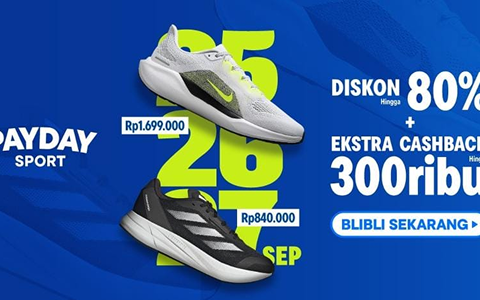 PAYDAY
SPORT
25
26
27
SEP
Rp1.699.000
Rp840.000
DISKON
Hingga
80%
+
EKSTRA CASHBACK
Hin
300ribu
BLIBLI SEKARANG